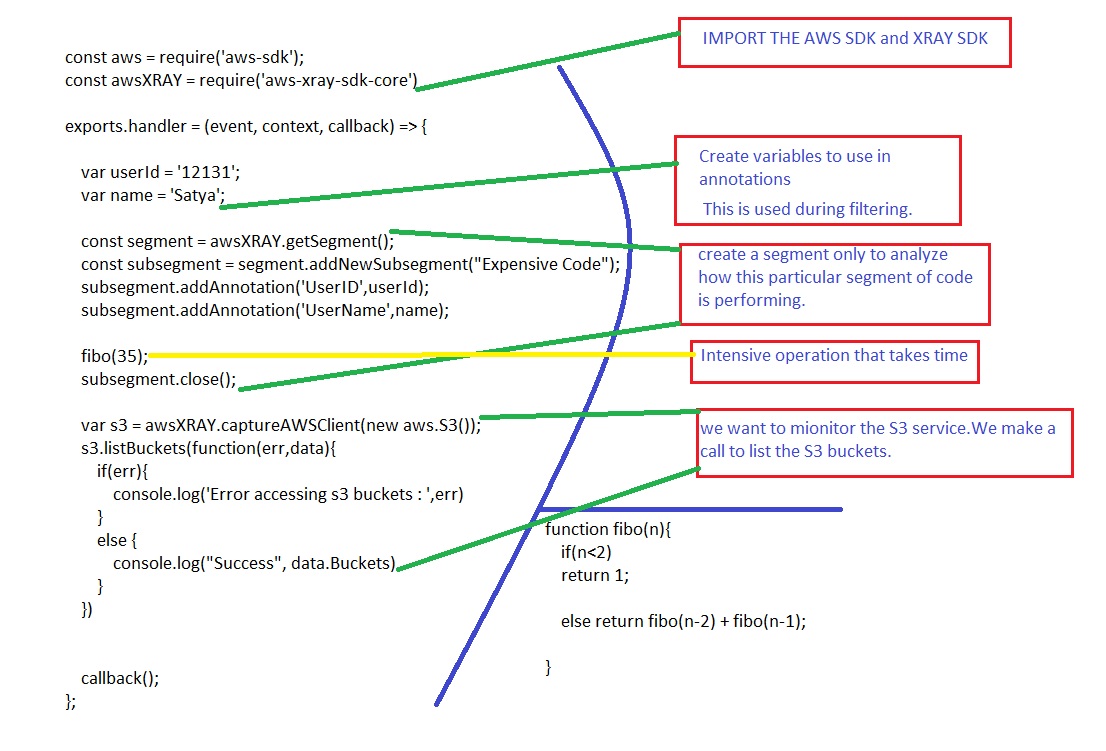 const aws = require('aws-sdk');
const awsXRAY = require('aws-xray-sdk-core')
exports.handler = (event, context, callback) => {
var userId = '12131';
var name = 'Satya';
const segment = awsXRAY.getSegment();
const subsegment = segment.addNewSubsegment("Expensive Code");
subsegment.addAnnotation('UserID',userId);
subsegment.addAnnotation('UserName',name);
fibo(35);
subsegment.close();
var s3 = awsXRAY.captureAWSClient(new aws.S3());
s3.listBuckets(function(err,data){
if(err){
console.log('Error accessing s3 buckets : ',err)
}
else {
console.log("Success", data.Buckets)
}
})
callback();
};
IMPORT THE AWS SDK and XRAY SDK
Create variables to use in
annotations
This is used during filtering.
create a segment only to analyze
how this particular segment of code
is performing.
Intensive operation that takes time
we want to mionitor the S3 service.We make a
call to list the S3 buckets.
function fibo(n){
if(n<2)
return 1;
else return fibo(n-2) + fibo(n-1);
}